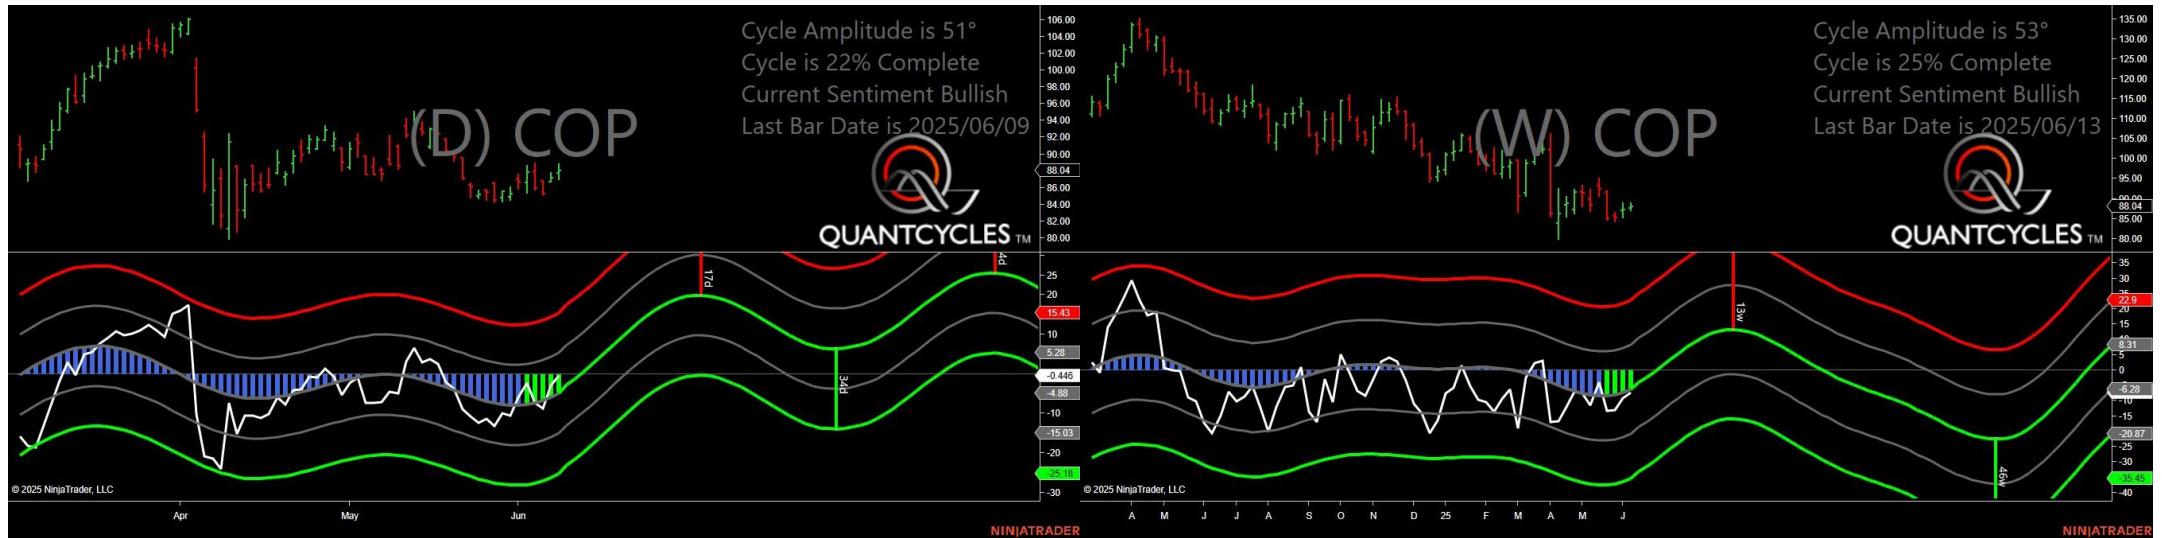 Cycle Amplitude is 51°
Cycle is 22% Complete
Current Sentiment Bullish
Last Bar Date is 2025/06/09
(D) COP
QUANTCYCLES TM
106.00
104.00
102.00
100.00
98.00
96.00
94.00
92.00
90.00
88.04
86.00
84.00
82.00
80.00
17d
34d
4d
25
20
15.43
10
5.28
-0.446
-4.88
-10
-15.03
-20
-25.18
-30
© 2025 NinjaTrader, LLC
Apr
May
Jun
NINJATRADER
Cycle Amplitude is 53°
Cycle is 25% Complete
Current Sentiment Bullish
Last Bar Date is 2025/06/13
(W) COP
QUANTCYCLES TM
135.00
130.00
125.00
120.00
115.00
110.00
105.00
100.00
95.00
88.04
85.00
80.00
13w
46w
35
30
22.9
20
15
8.31
5
0
-6.28
-10
-15
-20.87
-25
-30
-35.45
-40
© 2025 NinjaTrader, LLC
A M J J A S O N D 25 F M A M J
NINJATRADER